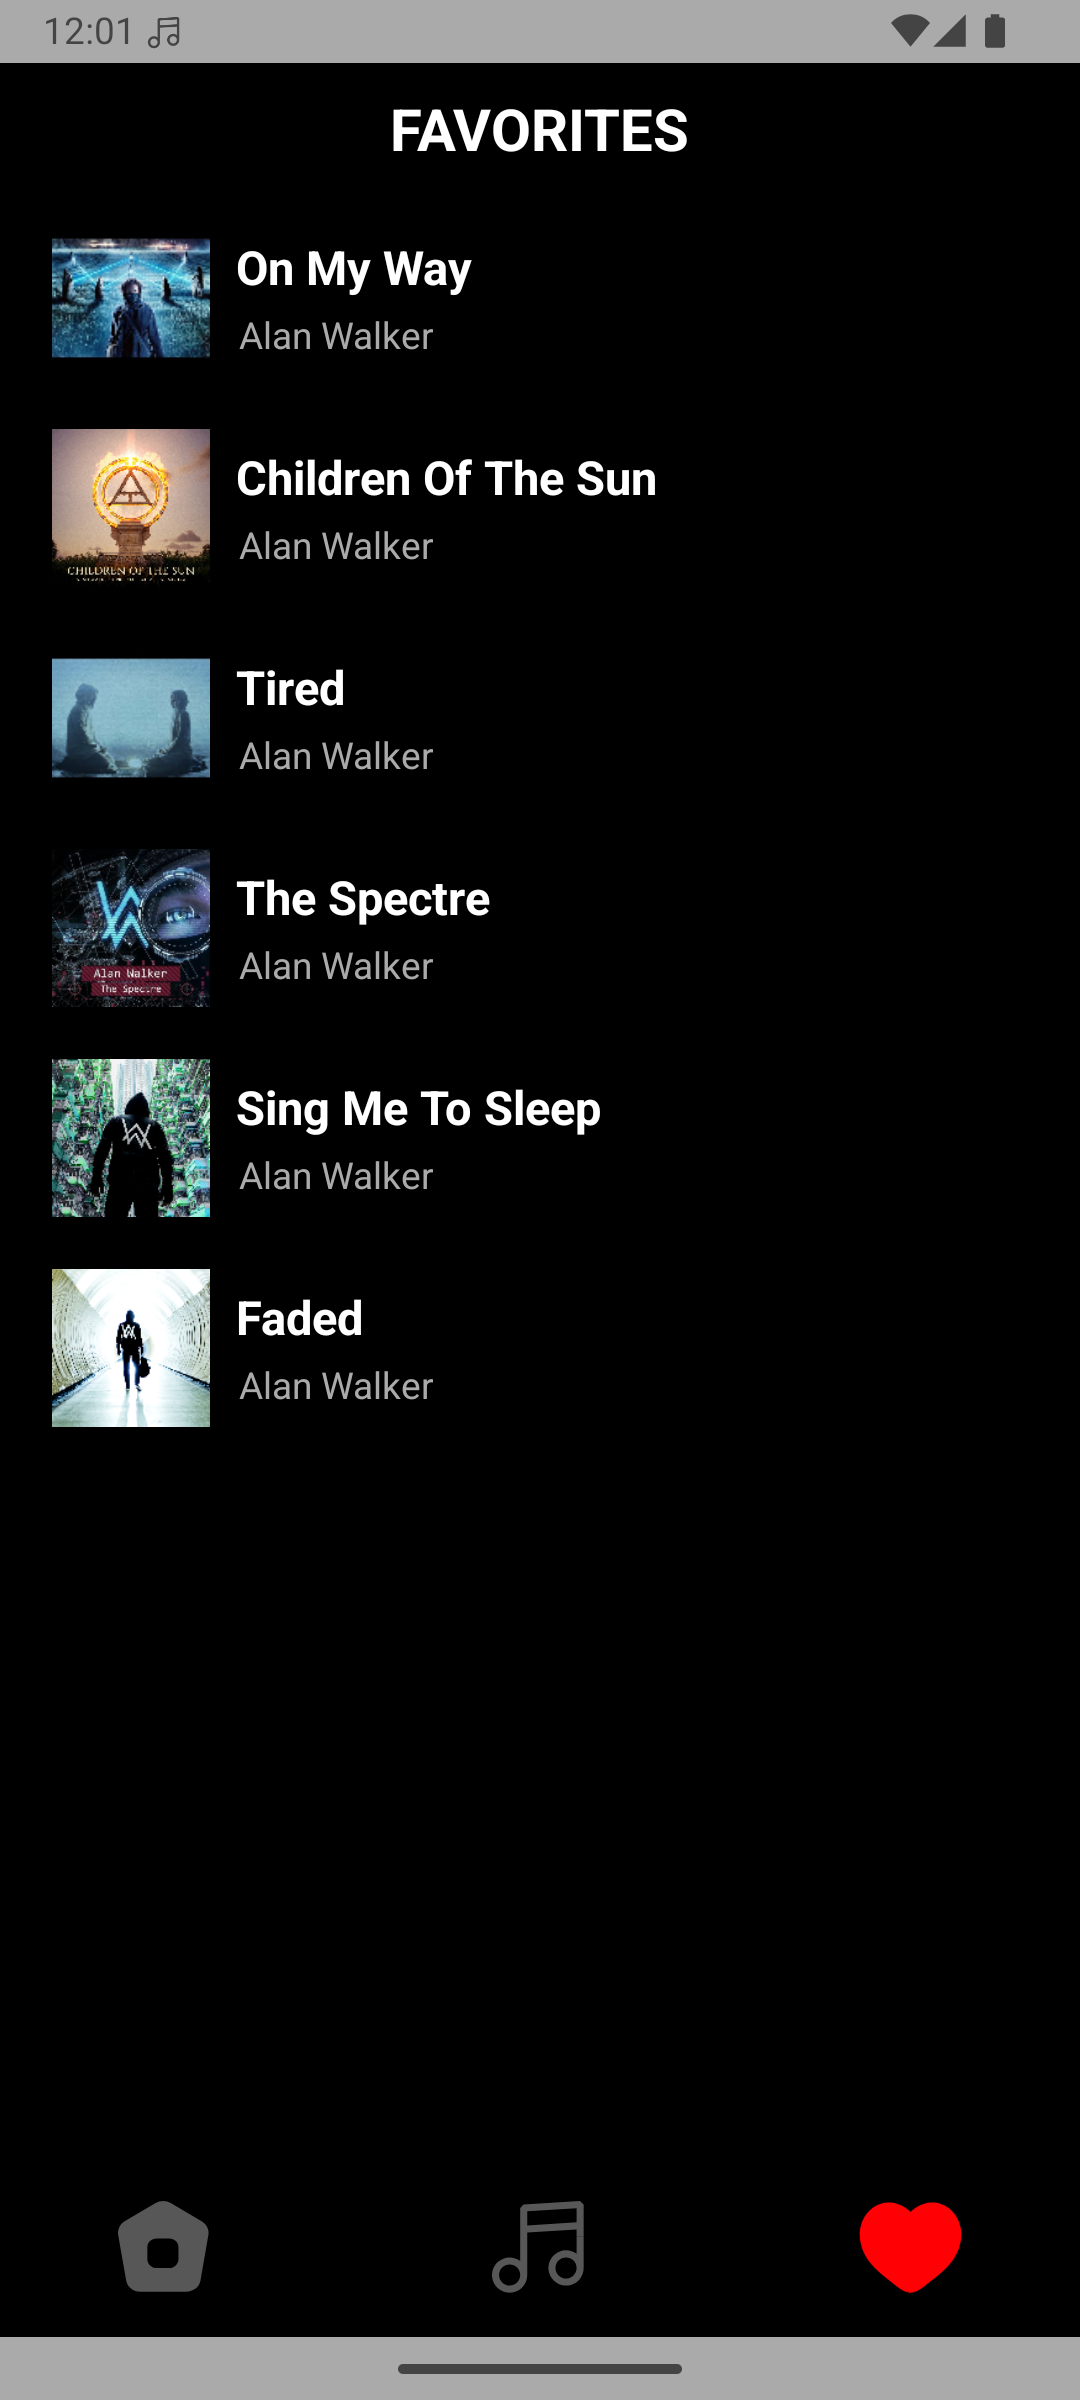 12:01
FAVORITES
On My Way
Alan Walker
CHILDREN OF THE SUN
Children Of The Sun
Alan Walker
Tired
Alan Walker
Alan Walker
The Spectre
The Spectre
Alan Walker
Sing Me To Sleep
Alan Walker
Faded
Alan Walker